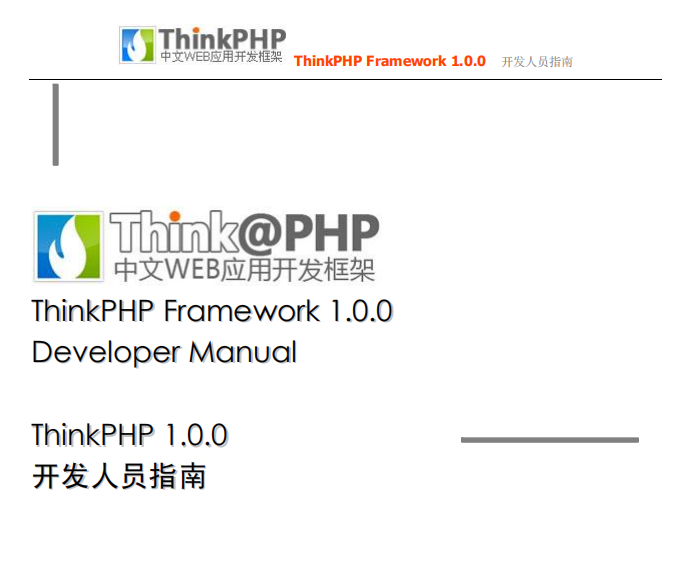 ThinkPHP
中文WEB应用开发框架
ThinkPHP Framework 1.0.0 开发人员指南
Think@PHP
中文WEB应用开发框架
ThinkPHP Framework 1.0.0
Developer Manual
ThinkPHP 1.0.0
开发人员指南